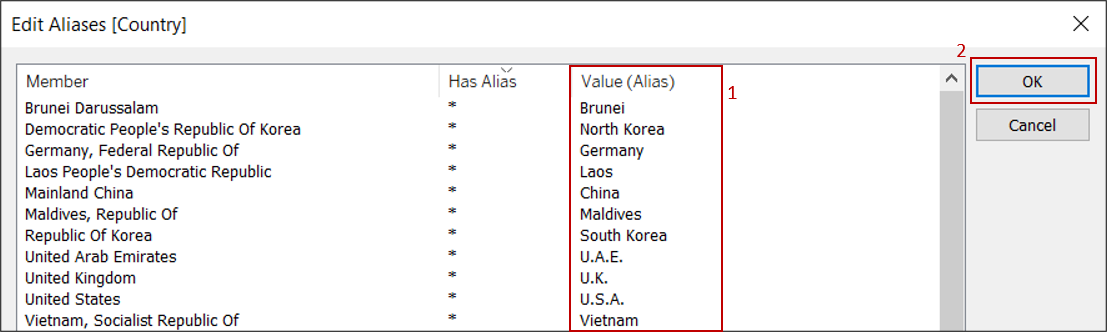 Edit Aliases [Country]
2
Member Has Alias Value (Alias) 1 OK
Brunei Darussalam * Brunei
Democratic People's Republic Of Korea * North Korea Cancel
Germany, Federal Republic Of * Germany
Laos People's Democratic Republic * Laos
Mainland China * China
Maldives, Republic Of * Maldives
Republic Of Korea * South Korea
United Arab Emirates * U.A.E.
United Kingdom * U.K.
United States * U.S.A.
Vietnam, Socialist Republic Of * Vietnam